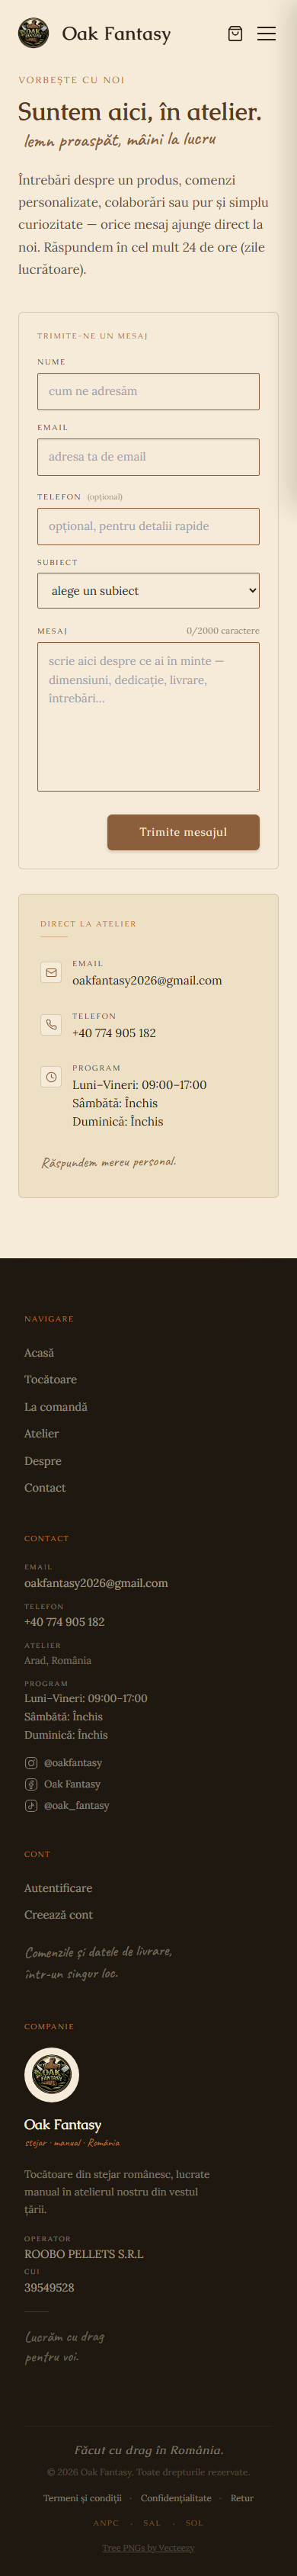 Oak Fantasy
VORBEȘTE CU NOI
Suntem aici, în atelier.
lemn proaspăt, mâini la lucru
Întrebări despre un produs, comenzi
personalizate, colaborări sau pur și simplu
curiozitate — orice mesaj ajunge direct la
noi. Răspundem în cel mult 24 de ore (zile
lucrătoare).
TRIMITE-NE UN MESAJ
NUME
cum ne adresăm
EMAIL
adresa ta de email
TELEFON (opțional)
opțional, pentru detalii rapide
SUBIECT
alege un subiect
MESAJ 0/2000 caractere
scrie aici despre ce ai în minte —
dimensiuni, dedicație, livrare,
întrebări...
Trimite mesajul
DIRECT LA ATELIER
EMAIL
oakfantasy2026@gmail.com
TELEFON
+40 774 905 182
PROGRAM
Luni–Vineri: 09:00–17:00
Sâmbătă: Închis
Duminică: Închis
Răspundem mereu personal.
NAVIGARE
Acasă
Tocătoare
La comandă
Atelier
Despre
Contact
CONTACT
EMAIL
oakfantasy2026@gmail.com
TELEFON
+40 774 905 182
ATELIER
Arad, România
PROGRAM
Luni–Vineri: 09:00–17:00
Sâmbătă: Închis
Duminică: Închis
@oakfantasy
Oak Fantasy
@oak_fantasy
CONT
Autentificare
Creează cont
Comenzile și datele de livrare,
într-un singur loc.
COMPANIE
Oak Fantasy
stejar · manual · România
Tocătoare din stejar românesc, lucrate
manual în atelierul nostru din vestul
țării.
OPERATOR
ROOBO PELLETS S.R.L
CUI
39549528
Lucrăm cu drag
pentru voi.
Făcut cu drag în România.
© 2026 Oak Fantasy. Toate drepturile rezervate.
Termeni și condiții · Confidențialitate · Retur
ANPC · SAL · SOL
Tree PNGs by Vecteezy